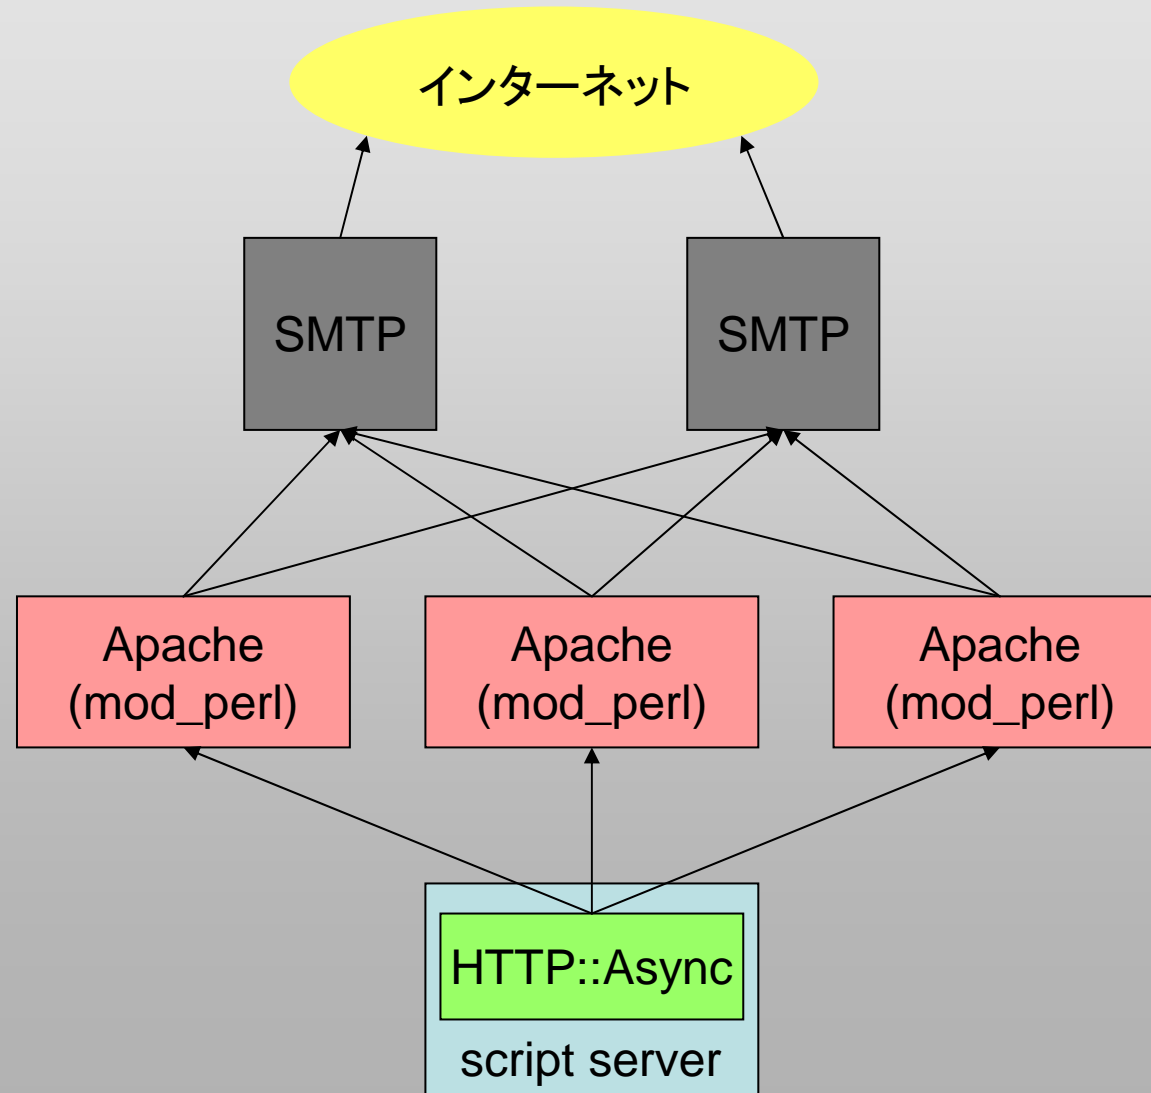 インターネット
SMTP
SMTP
Apache
(mod_perl)
Apache
(mod_perl)
Apache
(mod_perl)
HTTP::Async
script server